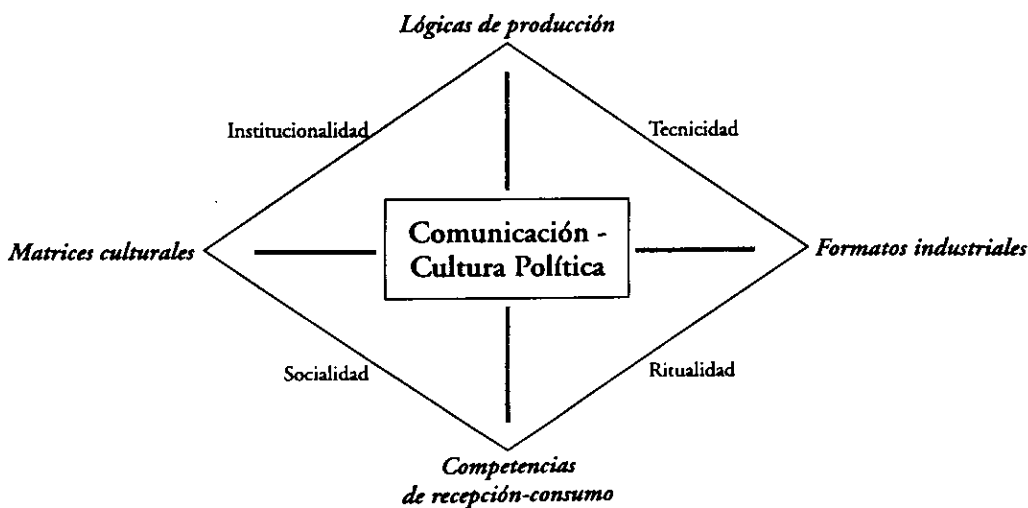 Lógicas de producción
Institucionalidad
Tecnicidad
Matrices culturales
Comunicación -
Cultura Política
Formatos industriales
Socialidad
Ritualidad
Competencias
de recepción-consumo